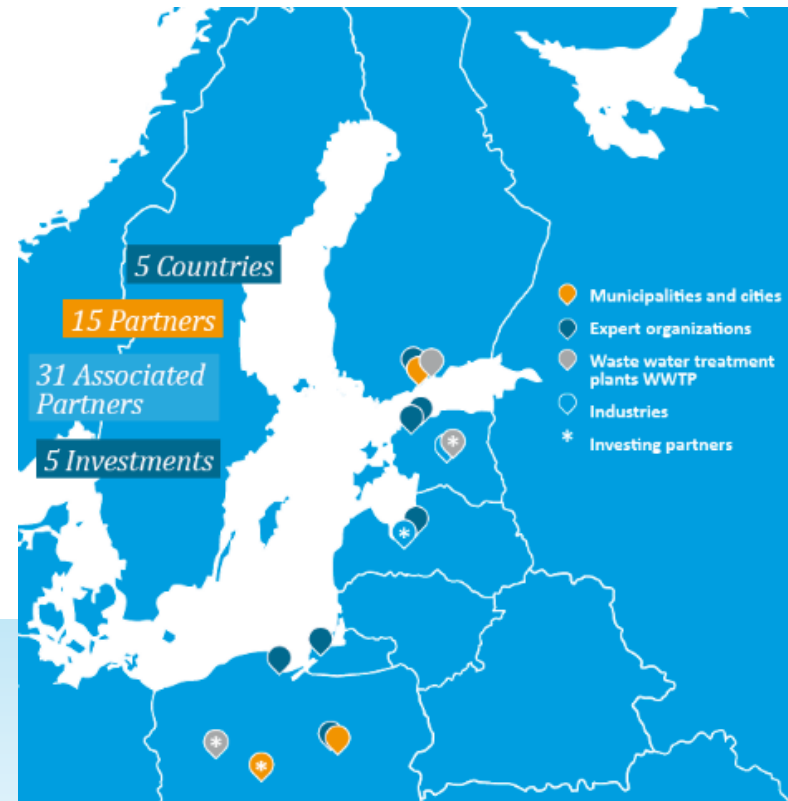 5 Countries
15 Partners
31 Associated
Partners
5 Investments
Municipalities and cities
Expert organizations
Waste water treatment
plants WWTP
Industries
* Investing partners